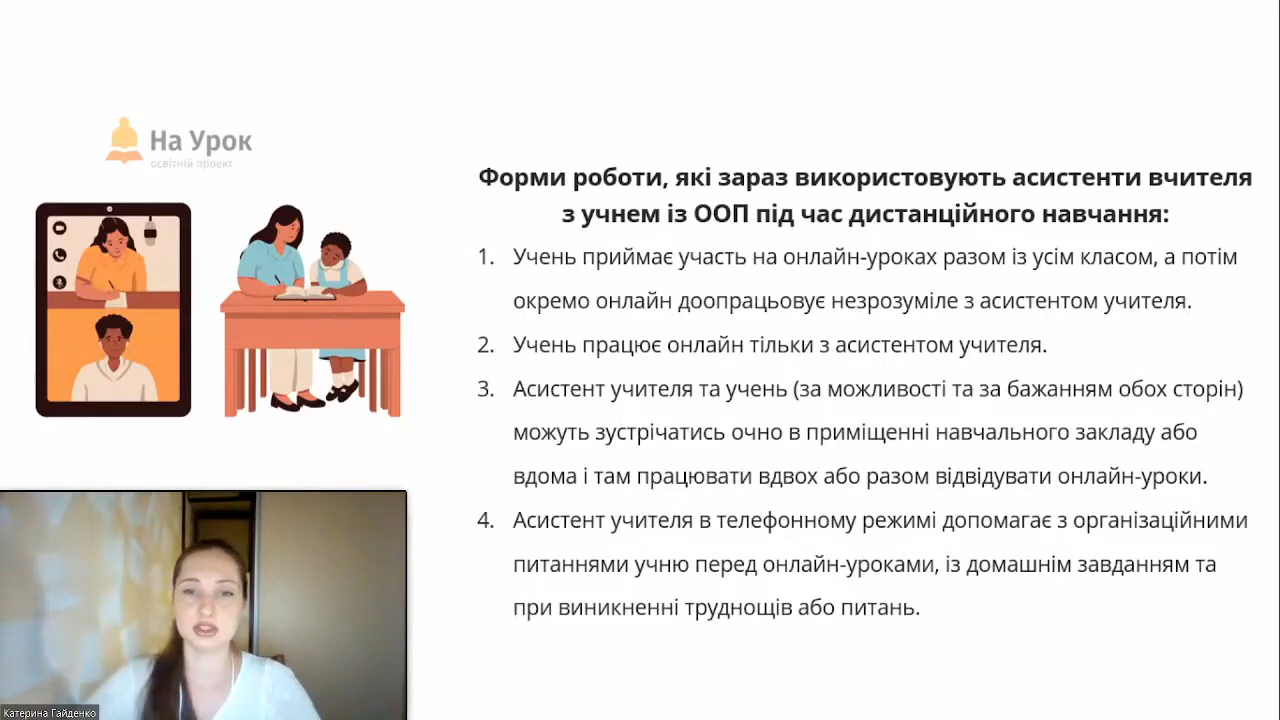 На Урок
освітній проект
Форми роботи, які зараз використовують асистенти вчителя
з учнем із ООП під час дистанційного навчання:
1. Учень приймає участь на онлайн-уроках разом із усім класом, а потім
окремо онлайн доопрацьовує незрозуміле з асистентом учителя.
2. Учень працює онлайн тільки з асистентом учителя.
3. Асистент учителя та учень (за можливості та за бажанням обох сторін)
можуть зустрічатись очно в приміщенні навчального закладу або
вдома і там працювати вдвох або разом відвідувати онлайн-уроки.
4. Асистент учителя в телефонному режимі допомагає з організаційними
питаннями учню перед онлайн-уроками, із домашнім завданням та
при виникненні труднощів або питань.
Катерина Гайденко